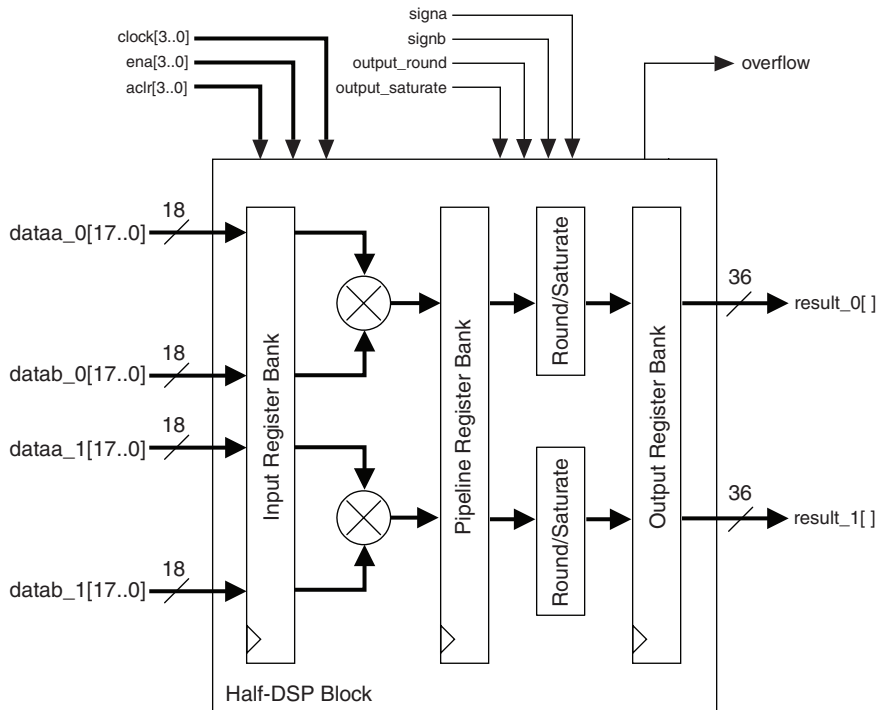 signa
clock[3..0]
signb
ena[3..0]
output_round
overflow
aclr[3..0]
output_saturate
18
dataa_0[17..0]
36
result_0[ ]
18
datab_0[17..0]
18
dataa_1[17..0]
36
result_1[ ]
18
datab_1[17..0]
Input Register Bank
Pipeline Register Bank
Round/Saturate
Round/Saturate
Output Register Bank
Half-DSP Block